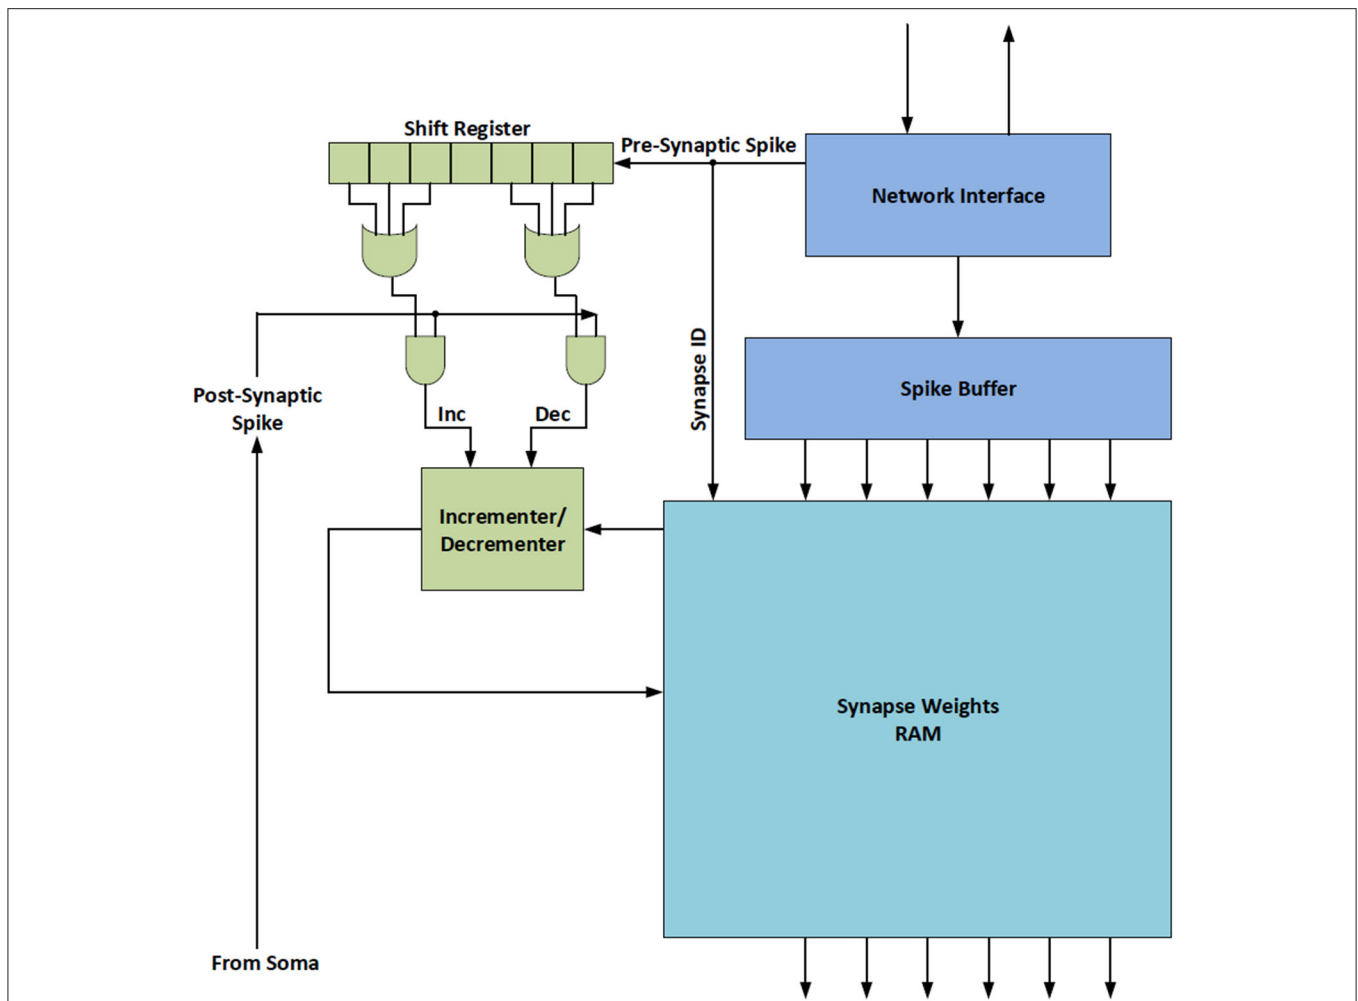 Shift Register
Pre-Synaptic Spike
Network Interface
Synapse ID
Spike Buffer
Post-Synaptic
Spike
Inc
Dec
Incrementer/
Decrementer
Synapse Weights
RAM
From Soma